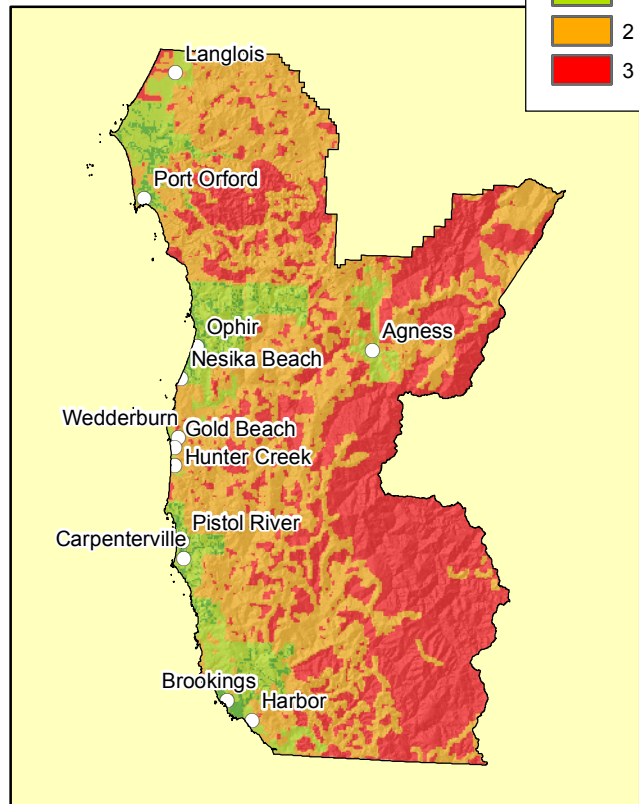 2
3
Langlois
Port Orford
Ophir
Agness
Nesika Beach
Wedderburn
Gold Beach
Hunter Creek
Pistol River
Carpenterville
Brookings
Harbor